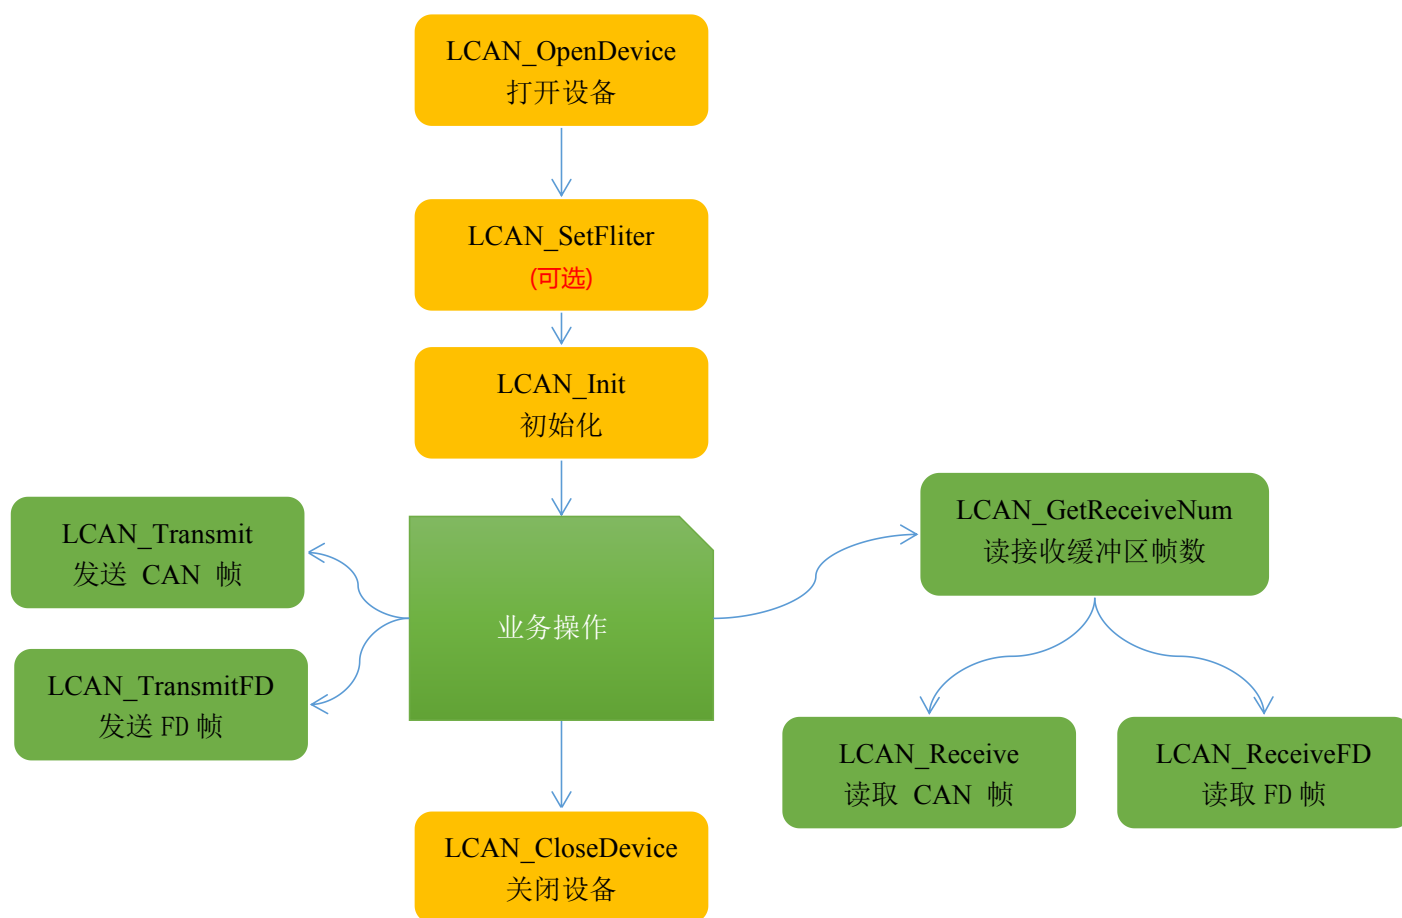 LCAN_OpenDevice
打开设备
LCAN_SetFliter
(可选)
LCAN_Init
初始化
LCAN_Transmit
发送 CAN 帧
LCAN_TransmitFD
发送 FD 帧
业务操作
LCAN_GetReceiveNum
读接收缓冲区帧数
LCAN_Receive
读取 CAN 帧
LCAN_ReceiveFD
读取 FD 帧
LCAN_CloseDevice
关闭设备